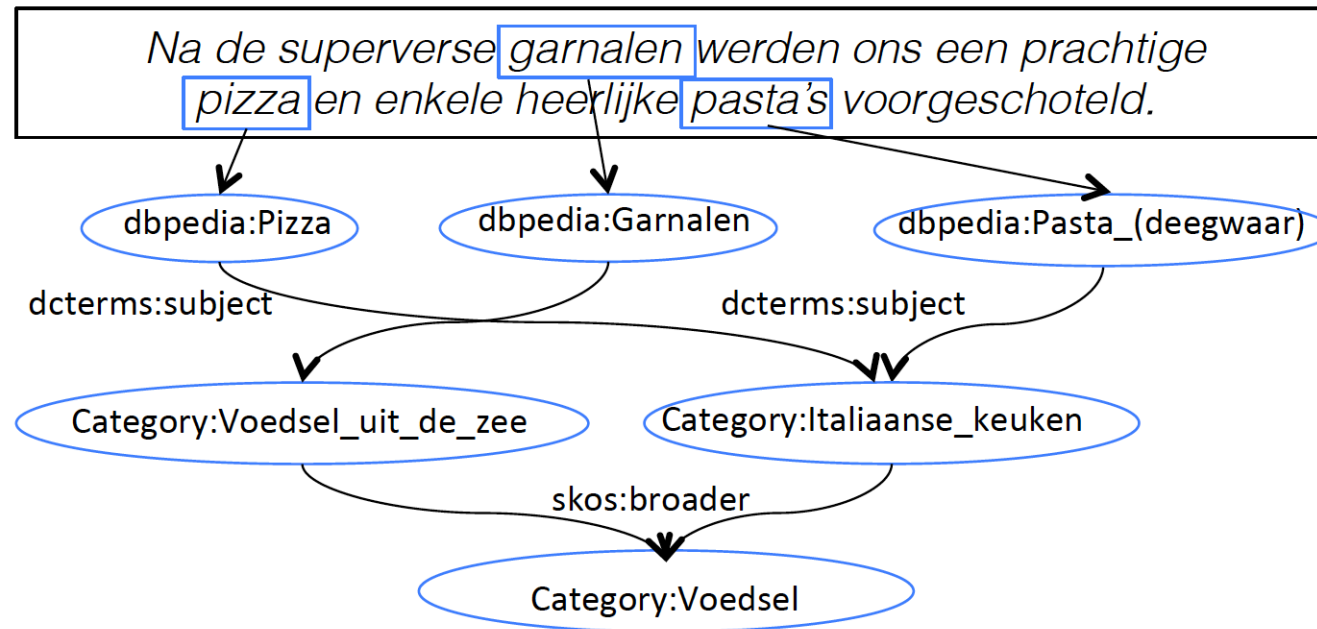 Na de superverse garnalen werden ons een prachtige
pizza en enkele heerlijke pasta's voorgeschoteld.
dbpedia:Pizza
dbpedia:Garnalen
dbpedia:Pasta_(deegwaar)
dcterms:subject
dcterms:subject
Category:Voedsel_uit_de_zee
Category:Italiaanse_keuken
skos:broader
Category:Voedsel